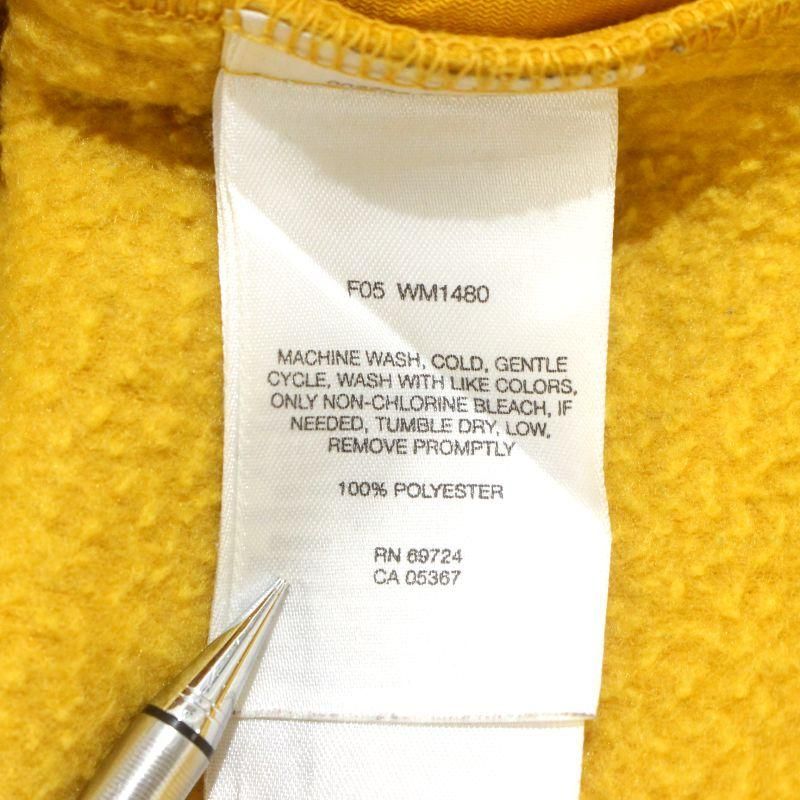 F05 WM1480
MACHINE WASH, COLD, GENTLE
CYCLE, WASH WITH LIKE COLORS,
ONLY NON-CHLORINE BLEACH, IF
NEEDED, TUMBLE DRY, LOW,
REMOVE PROMPTLY
100% POLYESTER
RN 69724
CA 05367